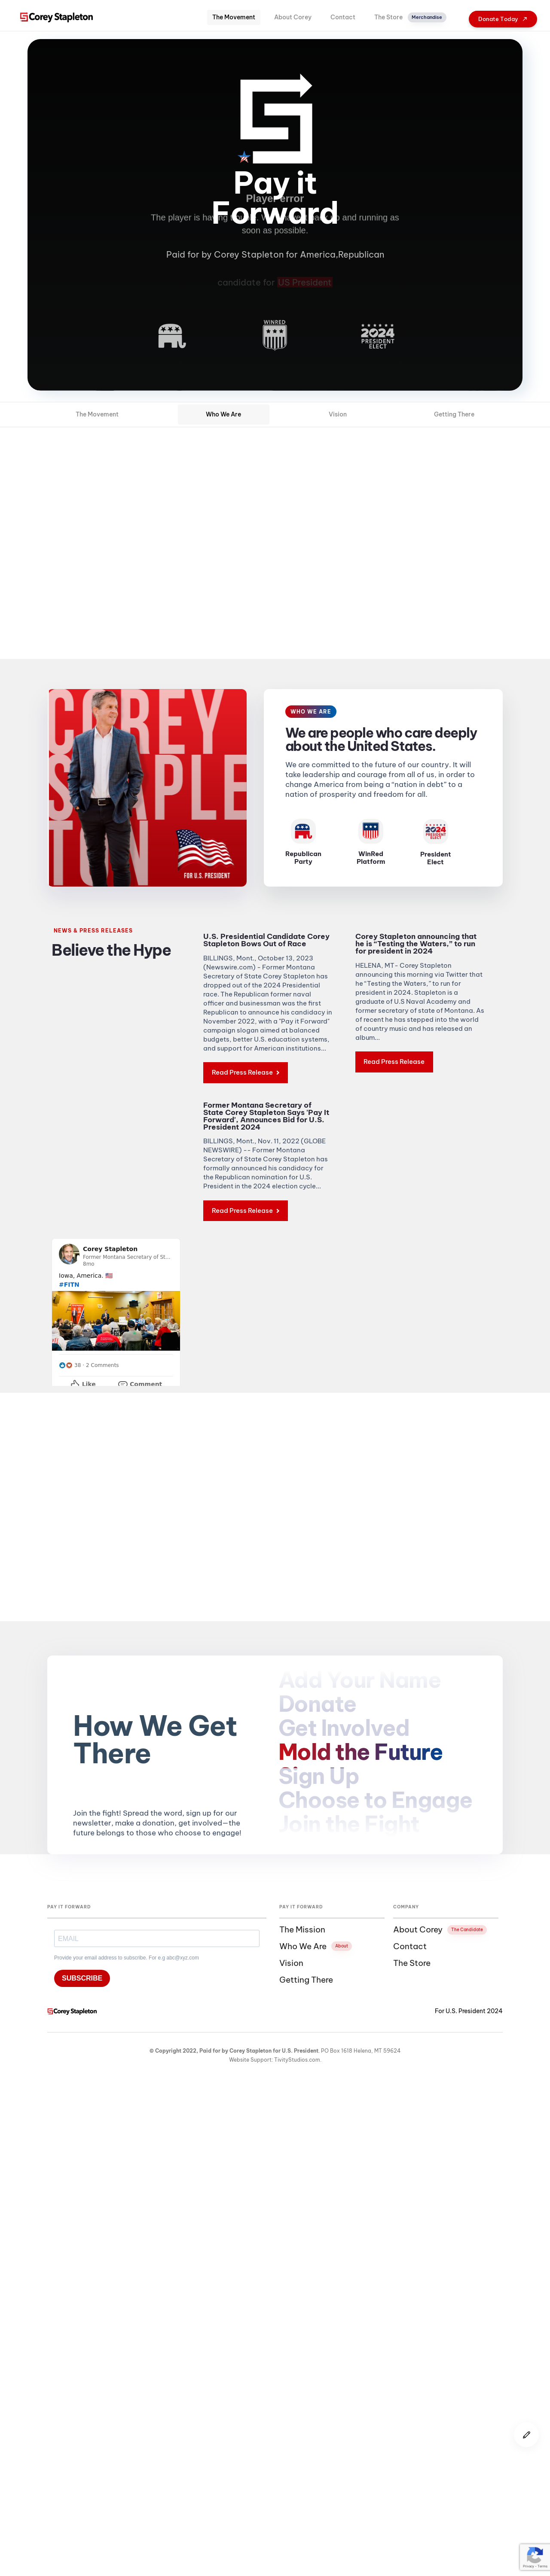 Corey Stapleton
The Movement
About Corey
Contact
The Store Merchandise
Donate Today
Pay it
Forward
Player error
The player is having
and running as
soon as possible.
Paid for by Corey Stapleton for America,Republican
candidate for US President
WINRED
2024
PRESIDENT
ELECT
The Movement
Who We Are
Vision
Getting There
COREY
STAPLE
TON
FOR U.S. PRESIDENT
WHO WE ARE
We are people who care deeply
about the United States.
We are committed to the future of our country. It will
take leadership and courage from all of us, in order to
change America from being a “nation in debt” to a
nation of prosperity and freedom for all.
Republican
Party
WinRed
Platform
2024
PRESIDENT
ELECT
President
Elect
NEWS & PRESS RELEASES
Believe the Hype
U.S. Presidential Candidate Corey
Stapleton Bows Out of Race
BILLINGS, Mont., October 13, 2023
(Newswire.com) - Former Montana
Secretary of State Corey Stapleton has
dropped out of the 2024 Presidential
race. The Republican former naval
officer and businessman was the first
Republican to announce his candidacy in
November 2022, with a "Pay it Forward"
campaign slogan aimed at balanced
budgets, better U.S. education systems,
and support for American institutions...
Read Press Release
Corey Stapleton announcing that
he is “Testing the Waters,” to run
for president in 2024
HELENA, MT– Corey Stapleton
announcing this morning via Twitter that
he “Testing the Waters,” to run for
president in 2024, Stapleton is a
graduate of U.S Naval Academy and
former secretary of state of Montana. As
of recent he has stepped into the world
of country music and has released an
album...
Read Press Release
Former Montana Secretary of
State Corey Stapleton Says 'Pay It
Forward', Announces Bid for U.S.
President 2024
BILLINGS, Mont., Nov. 11, 2022 (GLOBE
NEWSWIRE) -- Former Montana
Secretary of State Corey Stapleton has
formally announced his candidacy for
the Republican nomination for U.S.
President in the 2024 election cycle...
Read Press Release
Corey Stapleton
Former Montana Secretary of St...
8mo
Iowa, America. 🇺🇸
#FITN
38 · 2 Comments
Like
Comment
How We Get
There
Join the fight! Spread the word, sign up for our
newsletter, make a donation, get involved—the
future belongs to those who choose to engage!
Add Your Name
Donate
Get Involved
Mold the Future
Sign Up
Choose to Engage
Join the Fight
PAY IT FORWARD
EMAIL
Provide your email address to subscribe. For e.g abc@xyz.com
SUBSCRIBE
PAY IT FORWARD
The Mission
Who We Are About
Vision
Getting There
COMPANY
About Corey The Candidate
Contact
The Store
Corey Stapleton
For U.S. President 2024
© Copyright 2022, Paid for by Corey Stapleton for U.S. President. PO Box 1618 Helena, MT 59624
Website Support: TivityStudios.com.
Privacy - Terms